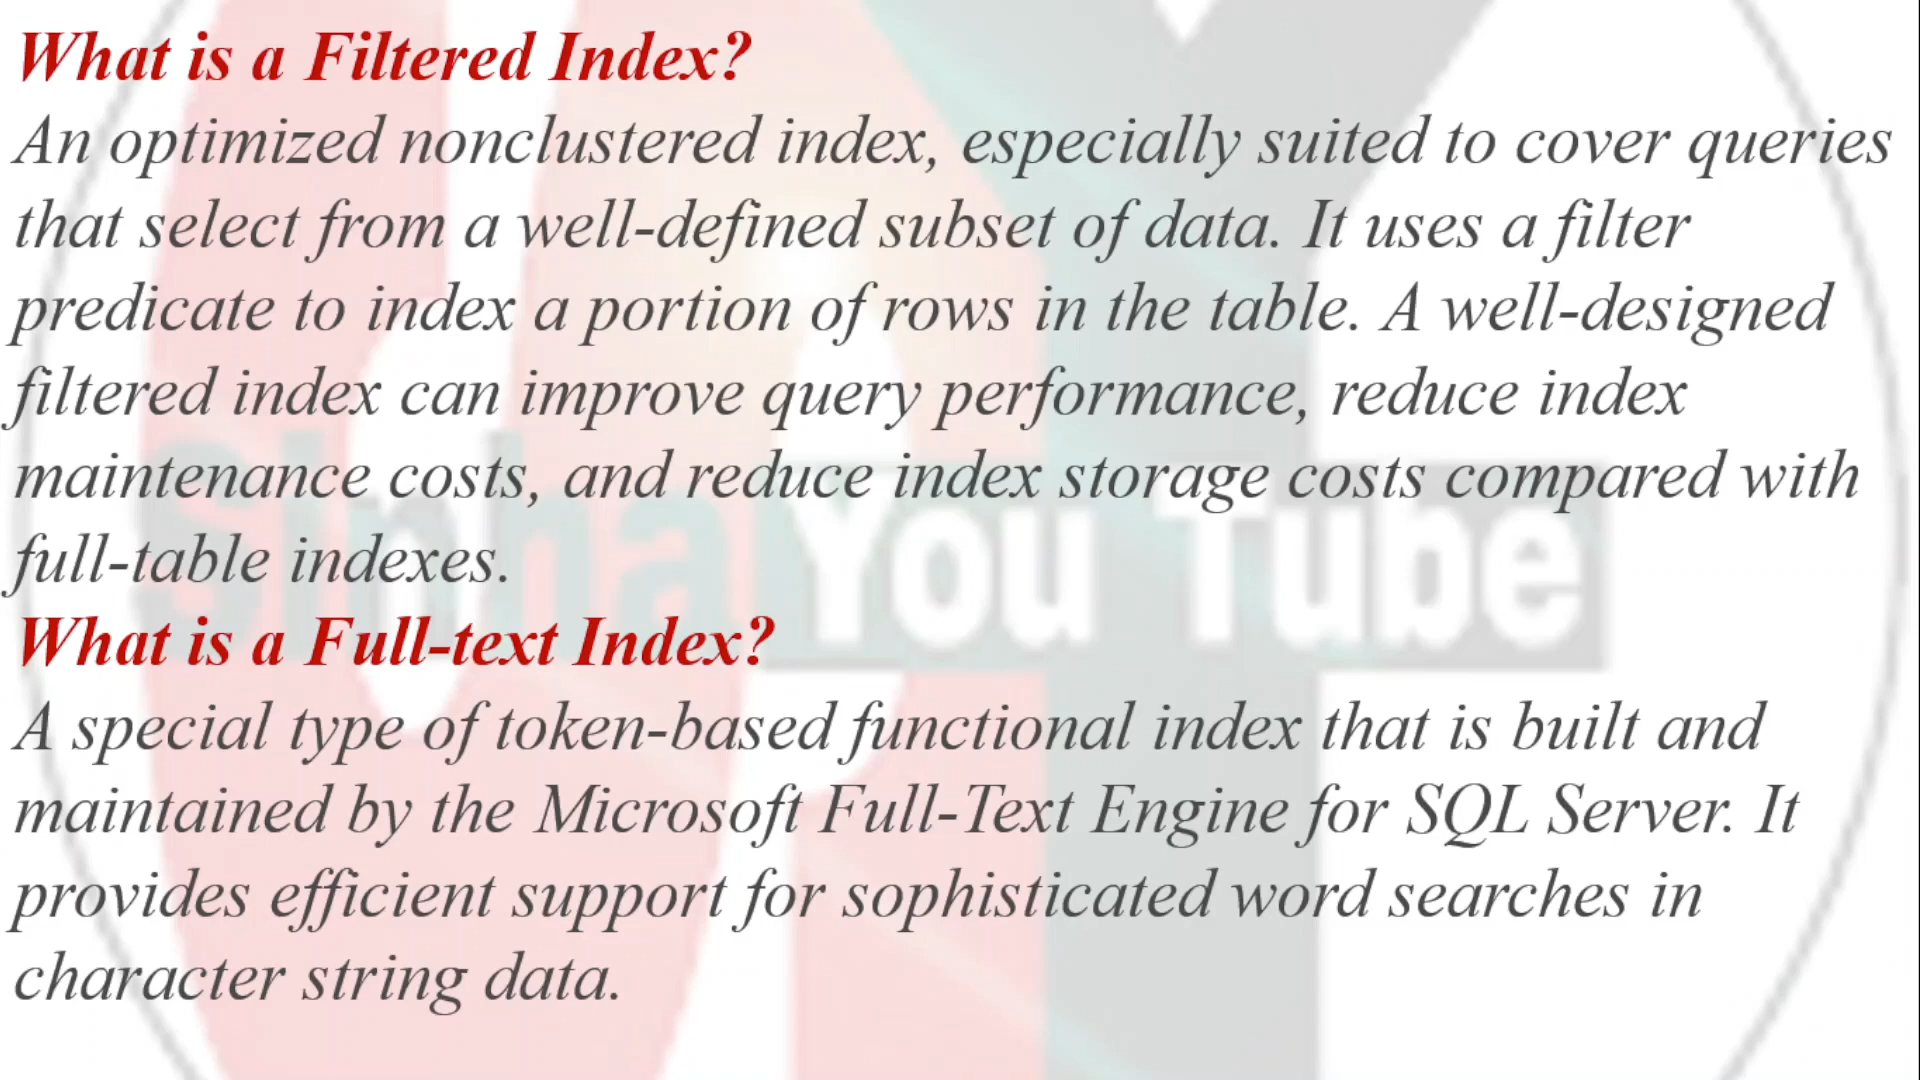 What is a Filtered Index?
An optimized nonclustered index, especially suited to cover queries
that select from a well-defined subset of data. It uses a filter
predicate to index a portion of rows in the table. A well-designed
filtered index can improve query performance, reduce index
maintenance costs, and reduce index storage costs compared with
full-table indexes.
Sipha You Tube
What is a Full-text Index?
A special type of token-based functional index that is built and
maintained by the Microsoft Full-Text Engine for SQL Server. It
provides efficient support for sophisticated word searches in
character string data.